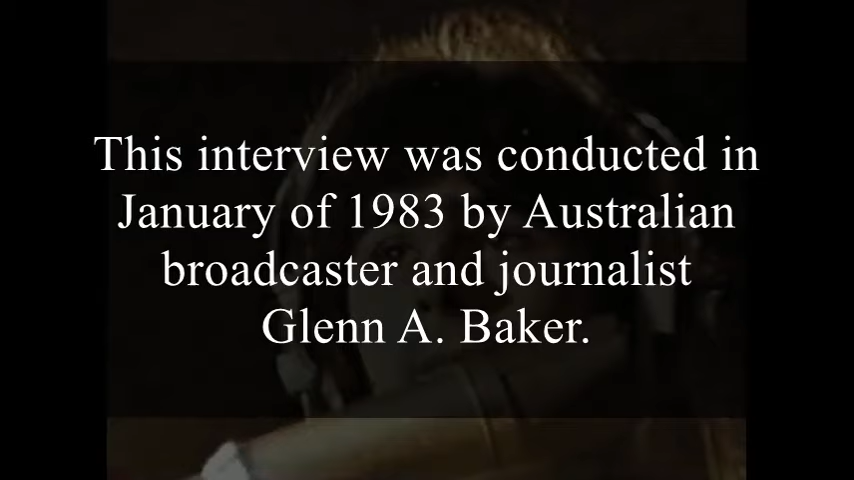 This interview was conducted in
January of 1983 by Australian
broadcaster and journalist
Glenn A. Baker.